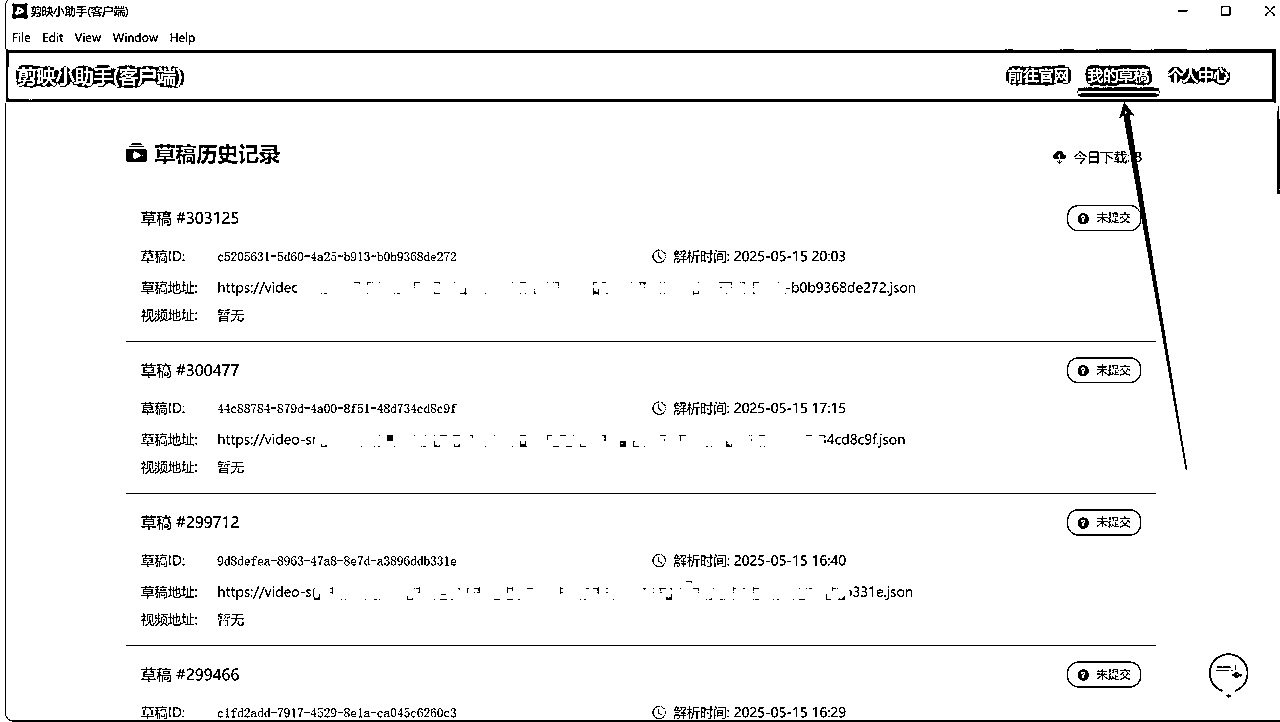 剪映小助手(客户端)
File Edit View Window Help
剪映小助手(客户端) 前往官网 我的草稿 个人中心
草稿历史记录 今日下载: 3
草稿 #303125 未提交
草稿ID: c5205631-5d60-4a25-b913-b0b9368de272 解析时间: 2025-05-15 20:03
草稿地址: https://videc -b0b9368de272.json
视频地址: 暂无
草稿 #300477 未提交
草稿ID: 44c88784-879d-4a00-8f51-48d734cd8c9f 解析时间: 2025-05-15 17:15
草稿地址: https://video-sr 4cd8c9f.json
视频地址: 暂无
草稿 #299712 未提交
草稿ID: 9d8defea-8963-47a8-8e7d-a3896ddb331e 解析时间: 2025-05-15 16:40
草稿地址: https://video-s 331e.json
视频地址: 暂无
草稿 #299466 未提交
草稿ID: c1fd2add-7917-4529-8e1a-ca045c6260c3 解析时间: 2025-05-15 16:29